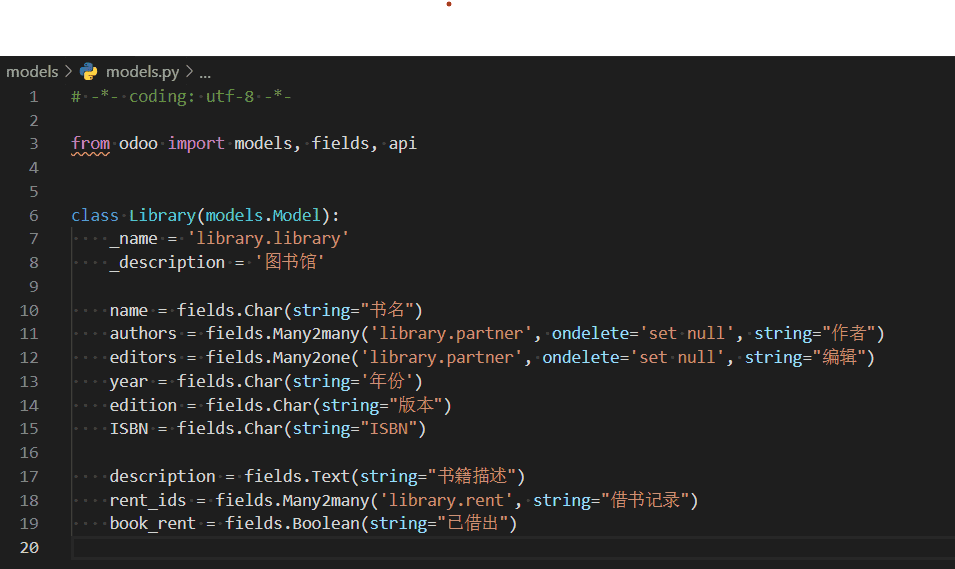 models > models.py > ...
1 # -*- coding: utf-8 -*-
2
3 from odoo import models, fields, api
4
5
6 class Library(models.Model):
7     _name = 'library.library'
8     _description = '图书馆'
9
10     name = fields.Char(string="书名")
11     authors = fields.Many2many('library.partner', ondelete='set null', string="作者")
12     editors = fields.Many2one('library.partner', ondelete='set null', string="编辑")
13     year = fields.Char(string='年份')
14     edition = fields.Char(string="版本")
15     ISBN = fields.Char(string="ISBN")
16
17     description = fields.Text(string="书籍描述")
18     rent_ids = fields.Many2many('library.rent', string="借书记录")
19     book_rent = fields.Boolean(string="已借出")
20